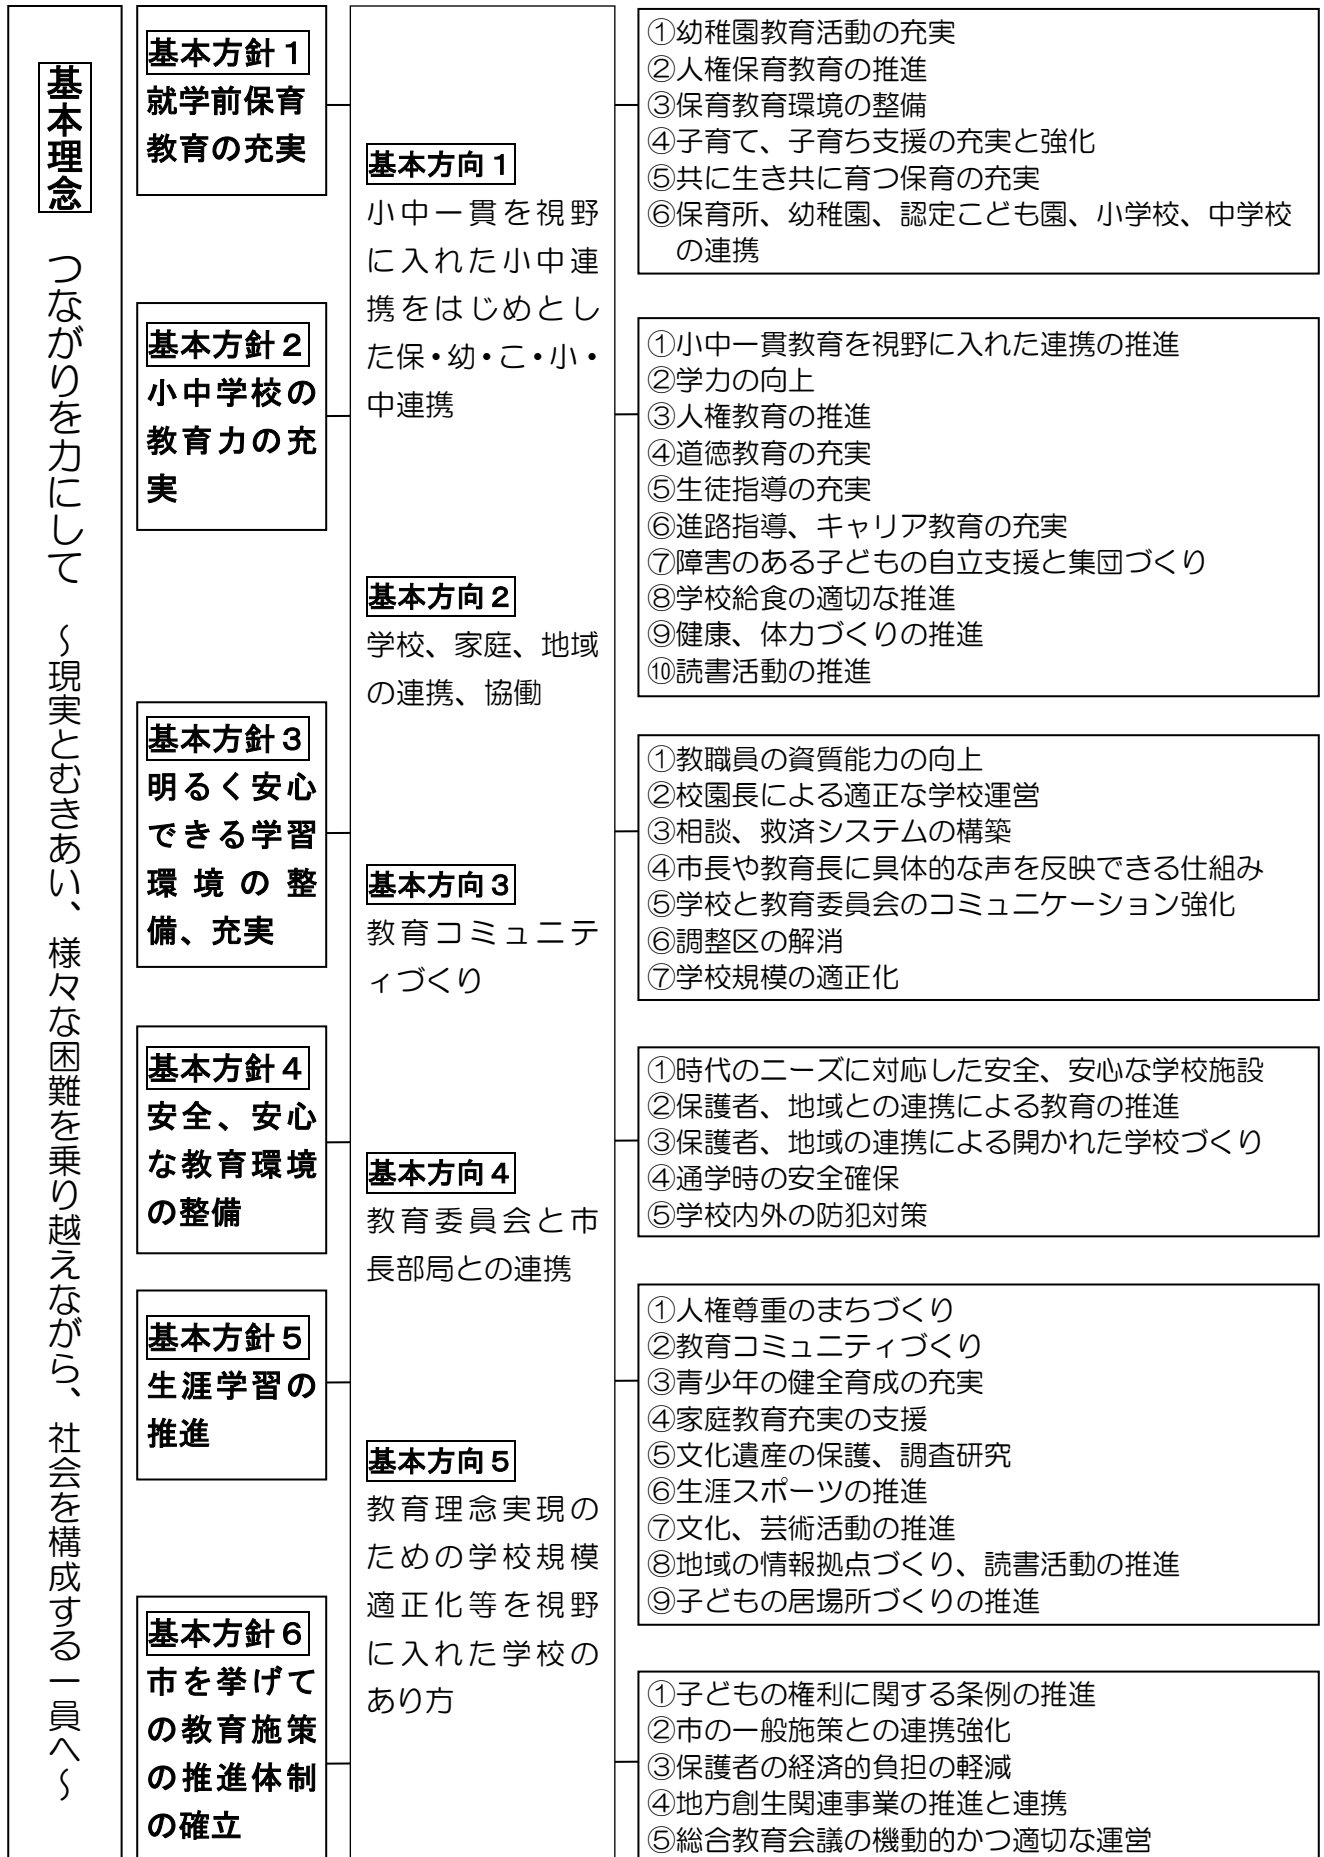 基本理念 つながりを力にして ～現実とむきあい、様々な困難を乗り越えながら、社会を構成する一員へ～
基本方針１
就学前保育
教育の充実
基本方針２
小中学校の
教育力の充
実
基本方針３
明るく安心
できる学習
環境の整
備、充実
基本方針４
安全、安心
な教育環境
の整備
基本方針５
生涯学習の
推進
基本方針６
市を挙げて
の教育施策
の推進体制
の確立
基本方向１
小中一貫を視野
に入れた小中連
携をはじめとし
た保・幼・こ・小・
中連携
基本方向２
学校、家庭、地域
の連携、協働
基本方向３
教育コミュニテ
ィづくり
基本方向４
教育委員会と市
長部局との連携
基本方向５
教育理念実現の
ための学校規模
適正化等を視野
に入れた学校の
あり方
①幼稚園教育活動の充実
②人権保育教育の推進
③保育教育環境の整備
④子育て、子育ち支援の充実と強化
⑤共に生き共に育つ保育の充実
⑥保育所、幼稚園、認定こども園、小学校、中学校
の連携
①小中一貫教育を視野に入れた連携の推進
②学力の向上
③人権教育の推進
④道徳教育の充実
⑤生徒指導の充実
⑥進路指導、キャリア教育の充実
⑦障害のある子どもの自立支援と集団づくり
⑧学校給食の適切な推進
⑨健康、体力づくりの推進
⑩読書活動の推進
①教職員の資質能力の向上
②校園長による適正な学校運営
③相談、救済システムの構築
④市長や教育長に具体的な声を反映できる仕組み
⑤学校と教育委員会のコミュニケーション強化
⑥調整区の解消
⑦学校規模の適正化
①時代のニーズに対応した安全、安心な学校施設
②保護者、地域との連携による教育の推進
③保護者、地域の連携による開かれた学校づくり
④通学時の安全確保
⑤学校内外の防犯対策
①人権尊重のまちづくり
②教育コミュニティづくり
③青少年の健全育成の充実
④家庭教育充実の支援
⑤文化遺産の保護、調査研究
⑥生涯スポーツの推進
⑦文化、芸術活動の推進
⑧地域の情報拠点づくり、読書活動の推進
⑨子どもの居場所づくりの推進
①子どもの権利に関する条例の推進
②市の一般施策との連携強化
③保護者の経済的負担の軽減
④地方創生関連事業の推進と連携
⑤総合教育会議の機動的かつ適切な運営